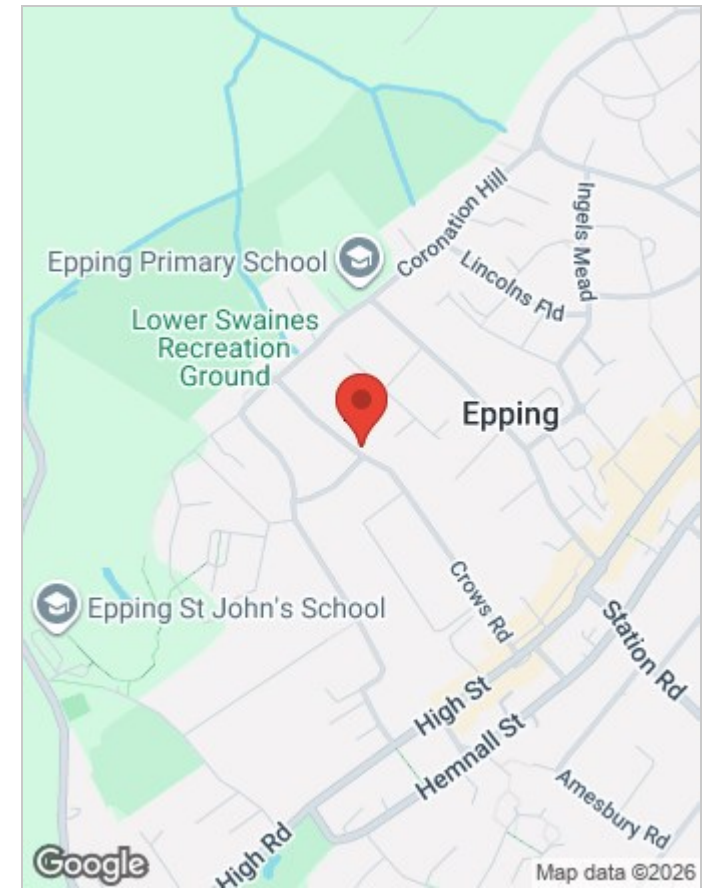 Coronation Hill
Ingels Mead
Epping Primary School
Lincolns Fld
Lower Swaines
Recreation
Ground
Epping
Crows Rd
Epping St John's School
Station Rd
High St
Hemnall St
Amesbury Rd
High Rd
Google
Map data ©2026